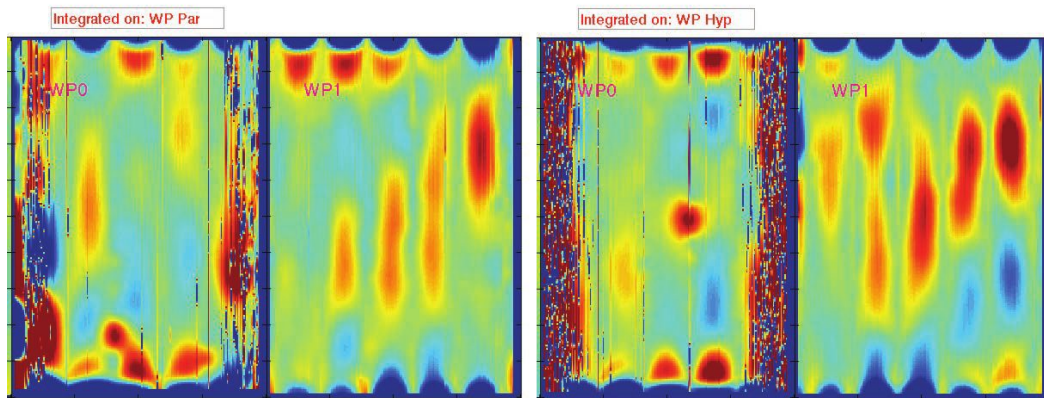 Integrated on: WP Par
Integrated on: WP Hyp
WP0
WP1
WP0
WP1